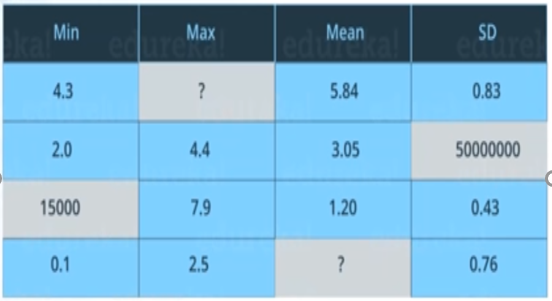 Min Max Mean SD
4.3 ? 5.84 0.83
2.0 4.4 3.05 50000000
15000 7.9 1.20 0.43
0.1 2.5 ? 0.76